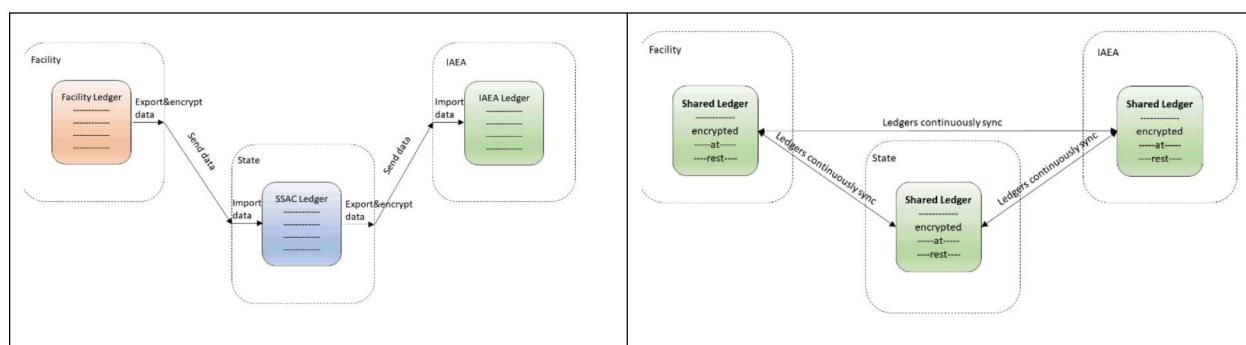 Facility
Facility Ledger
------------
------------
------------
------------
Export&encrypt
data
Send data
State
Import
data
SSAC Ledger
------------
------------
------------
------------
Export&encrypt
data
Send data
IAEA
Import
data
IAEA Ledger
------------
------------
------------
------------
Facility
Shared Ledger
------------
encrypted
-----at-----
----rest----
Ledgers continuously sync
Ledgers continuously sync
State
Shared Ledger
------------
encrypted
-----at-----
----rest----
Ledgers continuously sync
IAEA
Shared Ledger
------------
encrypted
-----at-----
----rest----